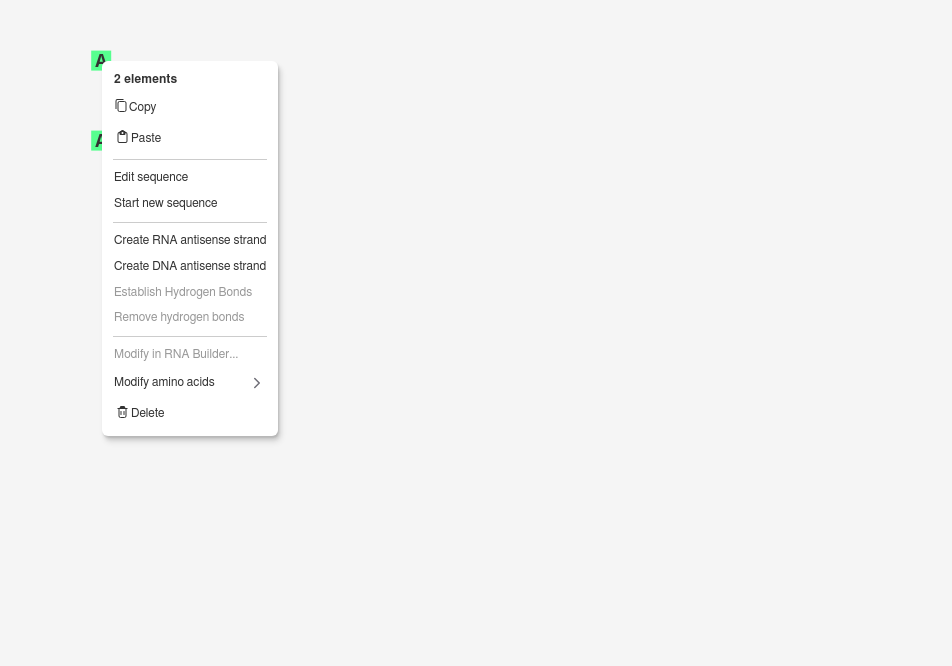 A
2 elements
Copy
Paste
A
Edit sequence
Start new sequence
Create RNA antisense strand
Create DNA antisense strand
Establish Hydrogen Bonds
Remove hydrogen bonds
Modify in RNA Builder...
Modify amino acids
Delete